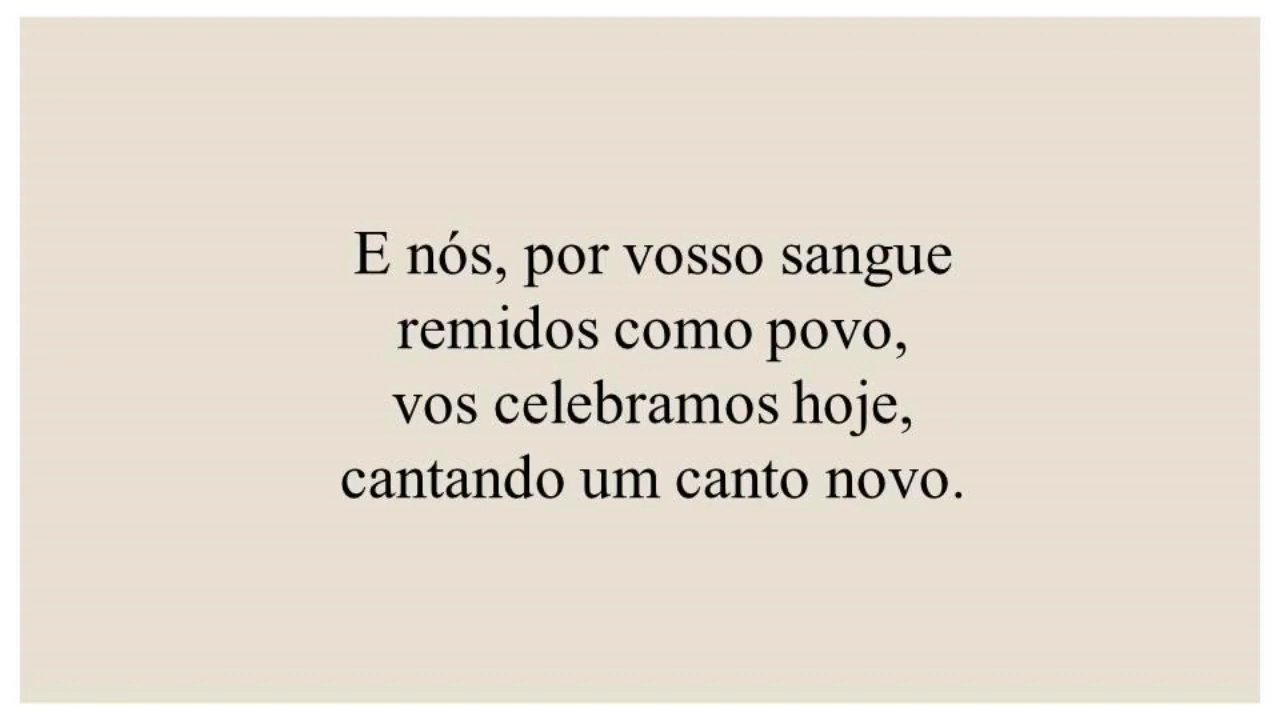 E nós, por vosso sangue
remidos como povo,
vos celebramos hoje,
cantando um canto novo.